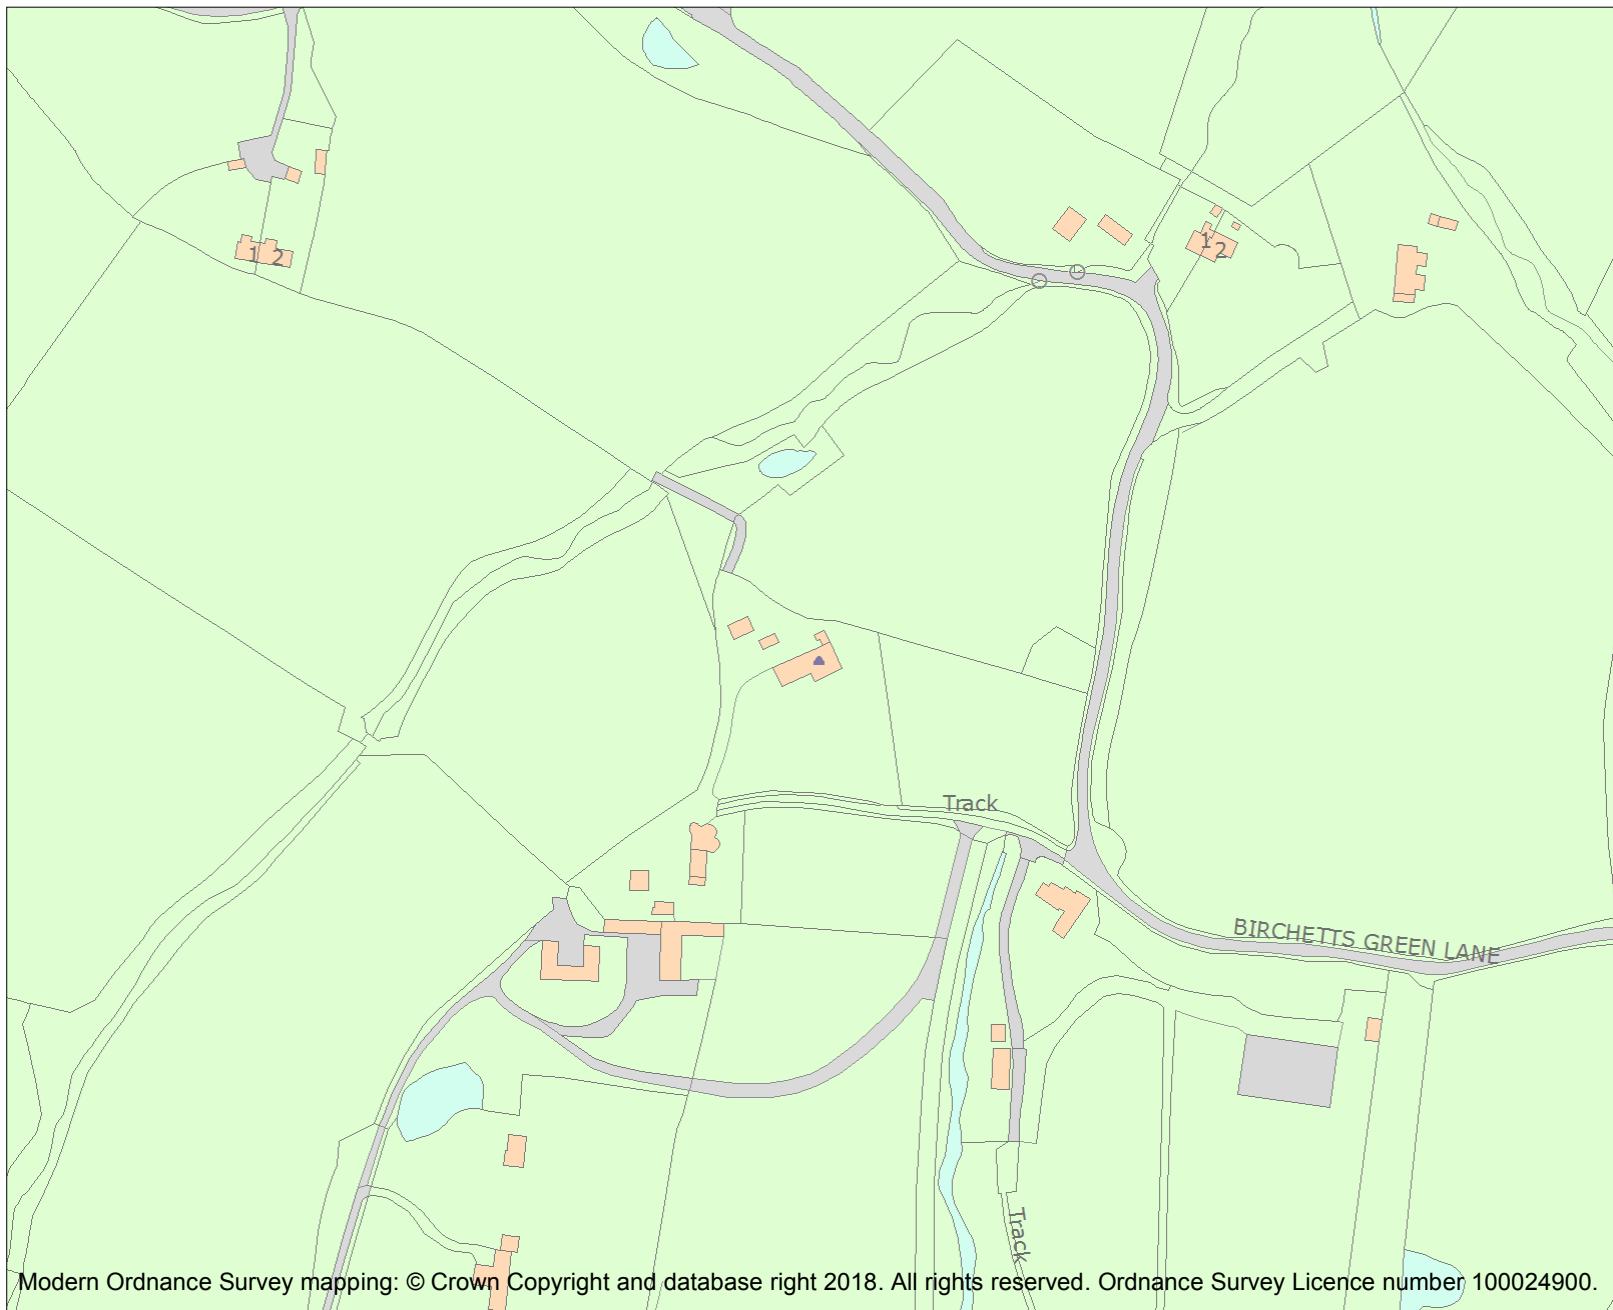 1 2
1
2
Track
BIRCHETTS GREEN LANE
Track
Modern Ordnance Survey mapping: © Crown Copyright and database right 2018. All rights reserved. Ordnance Survey Licence number 100024900.